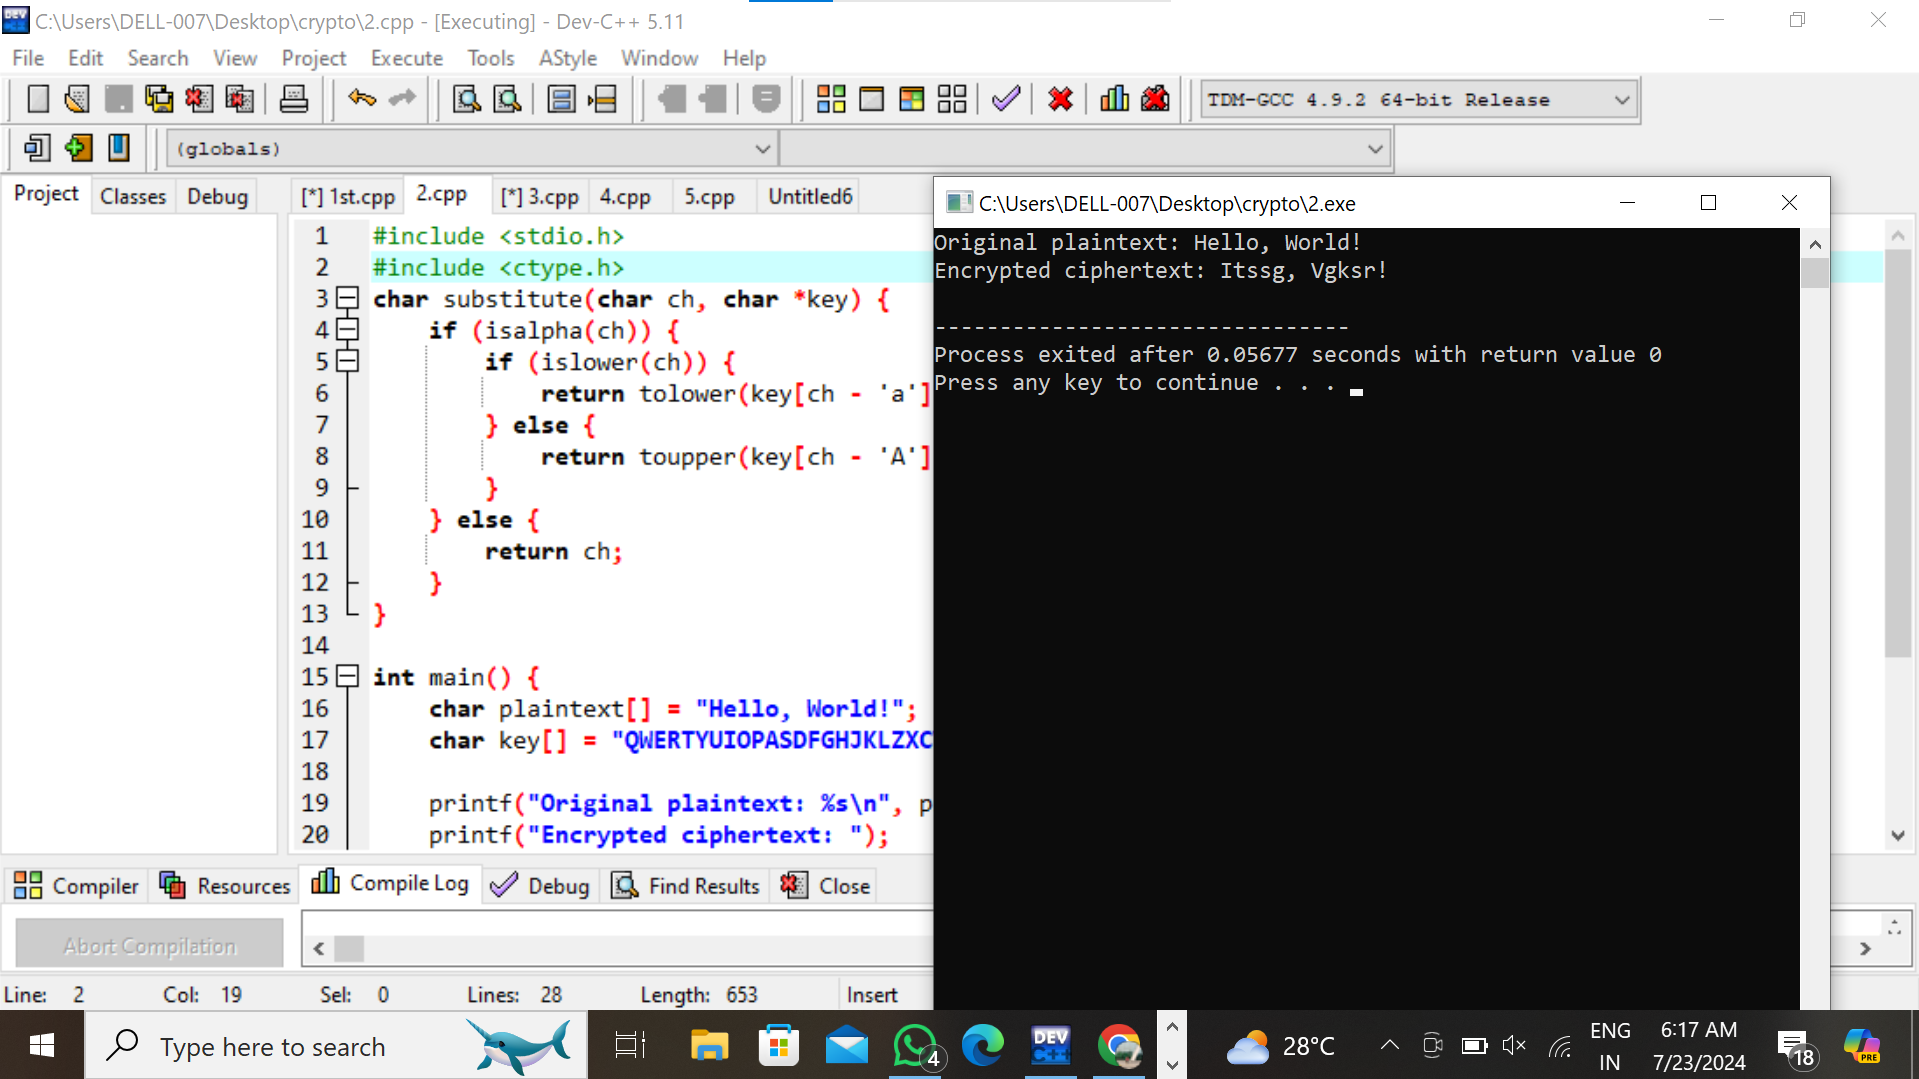 C:\Users\DELL-007\Desktop\crypto\2.cpp - [Executing] - Dev-C++ 5.11
File Edit Search View Project Execute Tools AStyle Window Help
TDM-GCC 4.9.2 64-bit Release
(globals)
Project Classes Debug
[*] 1st.cpp 2.cpp [*] 3.cpp 4.cpp 5.cpp Untitled6
1 #include <stdio.h>
2 #include <ctype.h>
3 char substitute(char ch, char *key) {
4 if (isalpha(ch)) {
5 if (islower(ch)) {
6 return tolower(key[ch - 'a']
7 } else {
8 return toupper(key[ch - 'A']
9 }
10 } else {
11 return ch;
12 }
13 }
14
15 int main() {
16 char plaintext[] = "Hello, World!";
17 char key[] = "QWERTYUIOPASDFGHJKLZXC
18
19 printf("Original plaintext: %s\n", p
20 printf("Encrypted ciphertext: ");
C:\Users\DELL-007\Desktop\crypto\2.exe
Original plaintext: Hello, World!
Encrypted ciphertext: Itssg, Vgksr!
--------------------------------
Process exited after 0.05677 seconds with return value 0
Press any key to continue . . .
Compiler Resources Compile Log Debug Find Results Close
Abort Compilation
Line: 2 Col: 19 Sel: 0 Lines: 28 Length: 653 Insert
Type here to search
4
DEV C++
28°C
ENG
IN
6:17 AM
7/23/2024
18
PRE